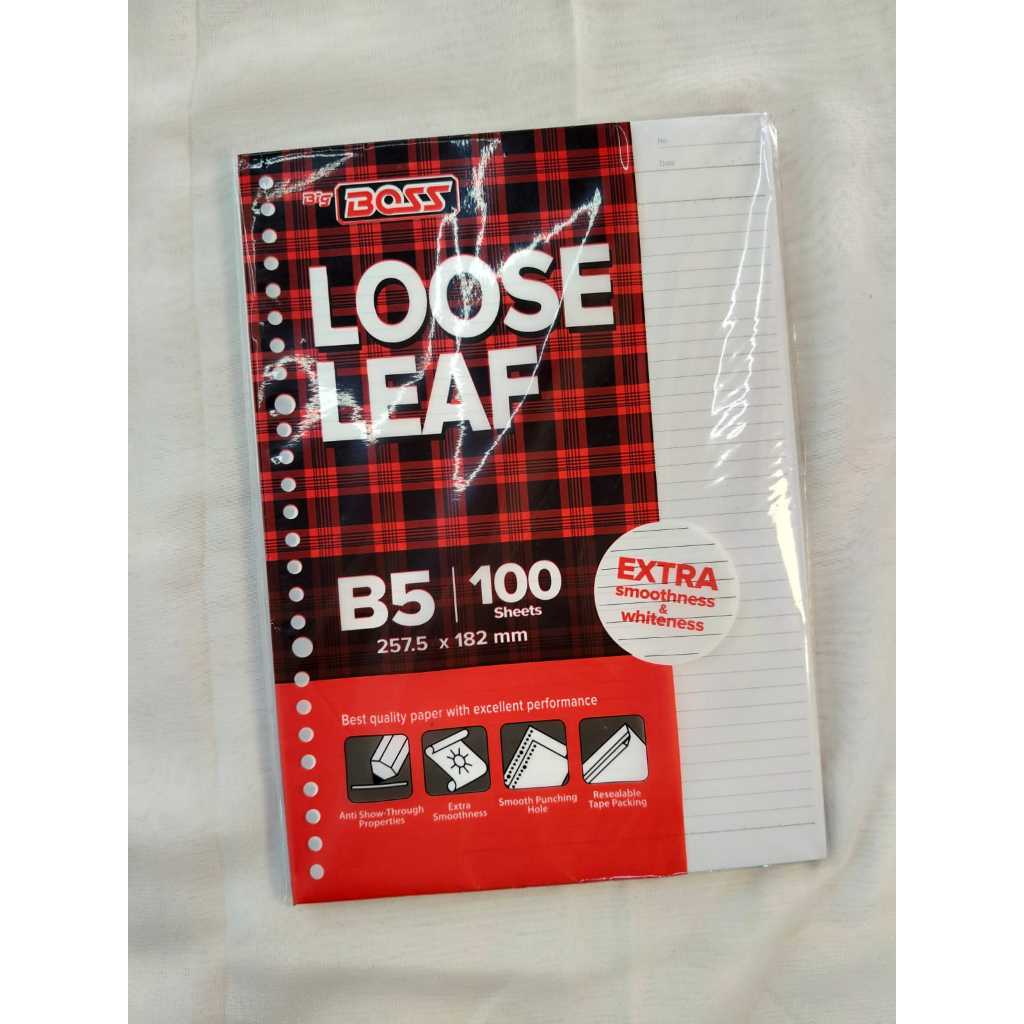 No
Date
Big BOSS
LOOSE
LEAF
B5 100
Sheets
257.5 x 182 mm
EXTRA
smoothness
&
whiteness
Best quality paper with excellent performance
Anti Show-Through
Properties
Extra
Smoothness
Smooth Punching
Hole
Resealable
Tape Packing